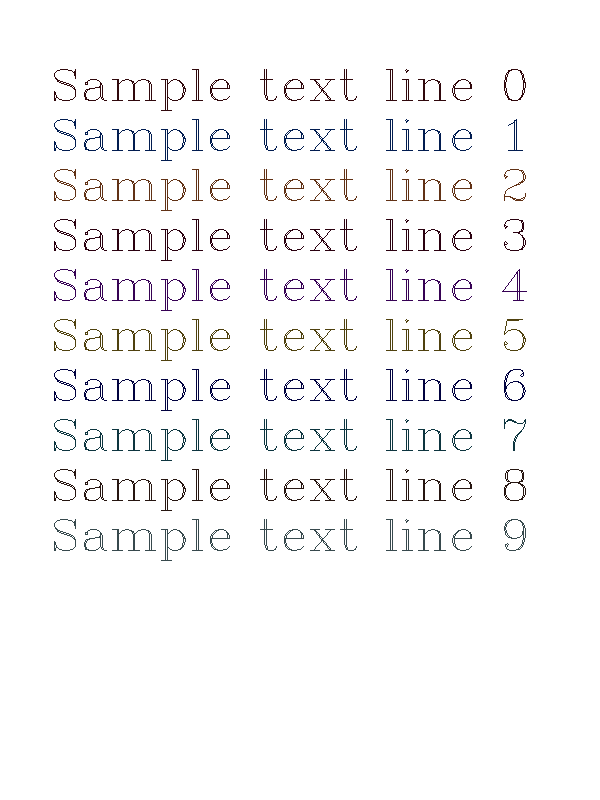 Sample text line 0
Sample text line 1
Sample text line 2
Sample text line 3
Sample text line 4
Sample text line 5
Sample text line 6
Sample text line 7
Sample text line 8
Sample text line 9